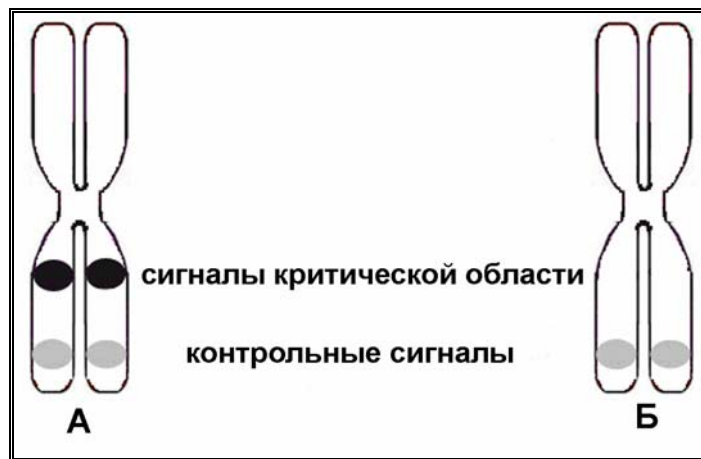 сигналы критической области
контрольные сигналы
А
Б